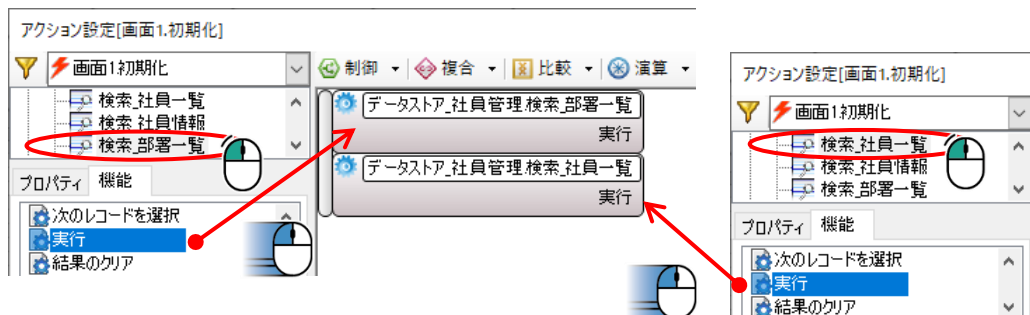 アクション設定[画面1.初期化]
画面1.初期化
制御 複合 比較 演算
検索_社員一覧
検索_社員情報
検索_部署一覧
プロパティ 機能
次のレコードを選択
実行
結果のクリア
データストア_社員管理.検索_部署一覧
実行
データストア_社員管理.検索_社員一覧
実行
アクション設定[画面1.初期化]
画面1.初期化
検索_社員一覧
検索_社員情報
検索_部署一覧
プロパティ 機能
次のレコードを選択
実行
結果のクリア